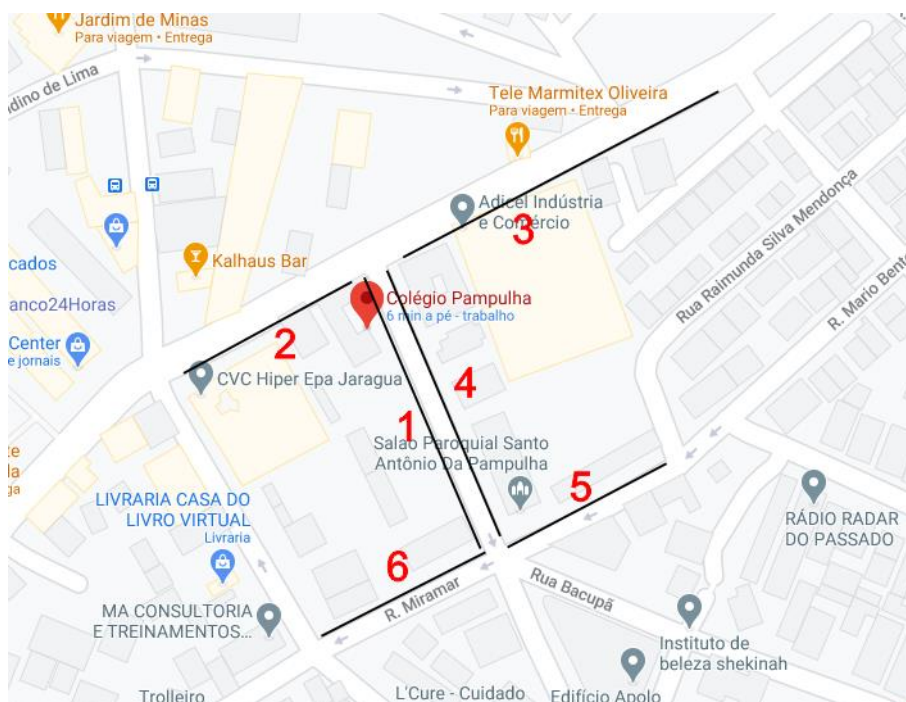 Jardim de Minas
Para viagem • Entrega
dino de Lima
Tele Marmitex Oliveira
Para viagem • Entrega
Adicel Indústria
e Comércio
3
Rua Raimunda Silva Mendonça
R. Mario Bento
cados
Kalhaus Bar
anco24Horas
Colégio Pampulha
6 min a pé - trabalho
Center
e jornais
2
CVC Hiper Epa Jaragua
4
1
Salão Paroquial Santo
Antônio Da Pampulha
te
da
ga
5
LIVRARIA CASA DO
LIVRO VIRTUAL
Livraria
RÁDIO RADAR
DO PASSADO
6
R. Miramar
Rua Bacupã
MA CONSULTORIA
E TREINAMENTOS...
Instituto de
beleza shekinah
Trolleiro
L'Cure - Cuidado
Edifício Apolo